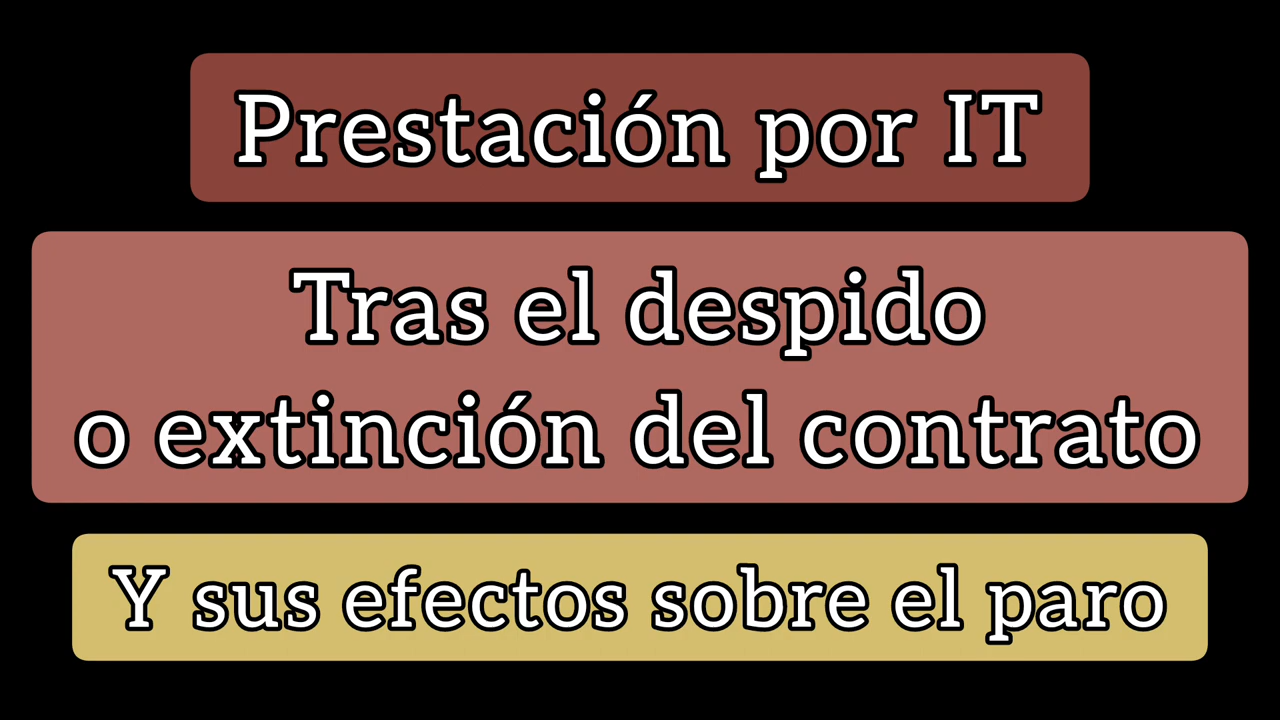 Prestación por IT
Tras el despido
o extinción del contrato
Y sus efectos sobre el paro